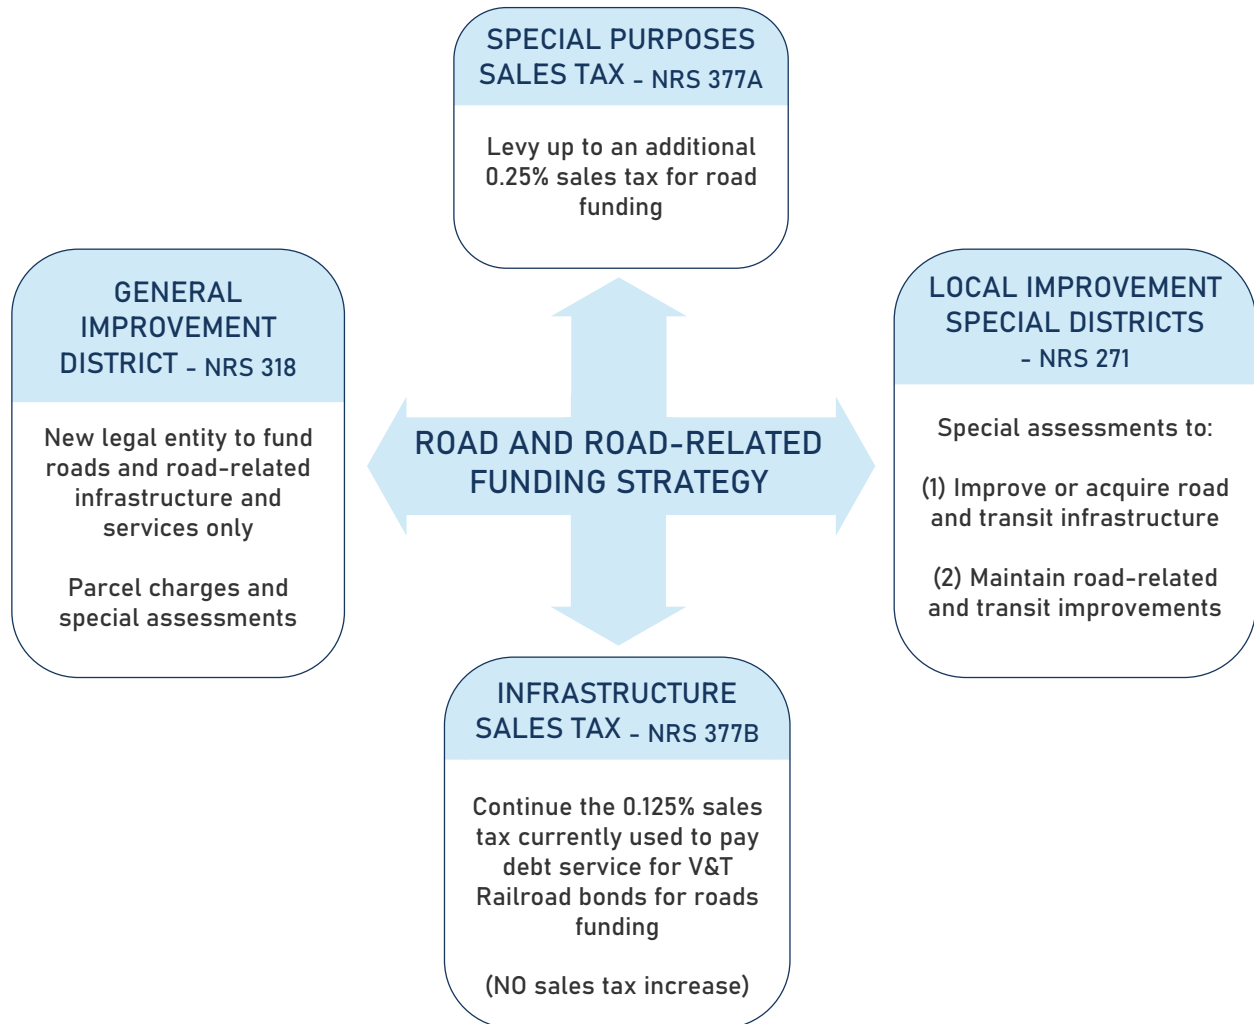 SPECIAL PURPOSES
SALES TAX - NRS 377A
Levy up to an additional
0.25% sales tax for road
funding
GENERAL
IMPROVEMENT
DISTRICT - NRS 318
New legal entity to fund
roads and road-related
infrastructure and
services only
Parcel charges and
special assessments
ROAD AND ROAD-RELATED
FUNDING STRATEGY
LOCAL IMPROVEMENT
SPECIAL DISTRICTS
- NRS 271
Special assessments to:
(1) Improve or acquire road
and transit infrastructure
(2) Maintain road-related
and transit improvements
INFRASTRUCTURE
SALES TAX - NRS 377B
Continue the 0.125% sales
tax currently used to pay
debt service for V&T
Railroad bonds for roads
funding
(NO sales tax increase)